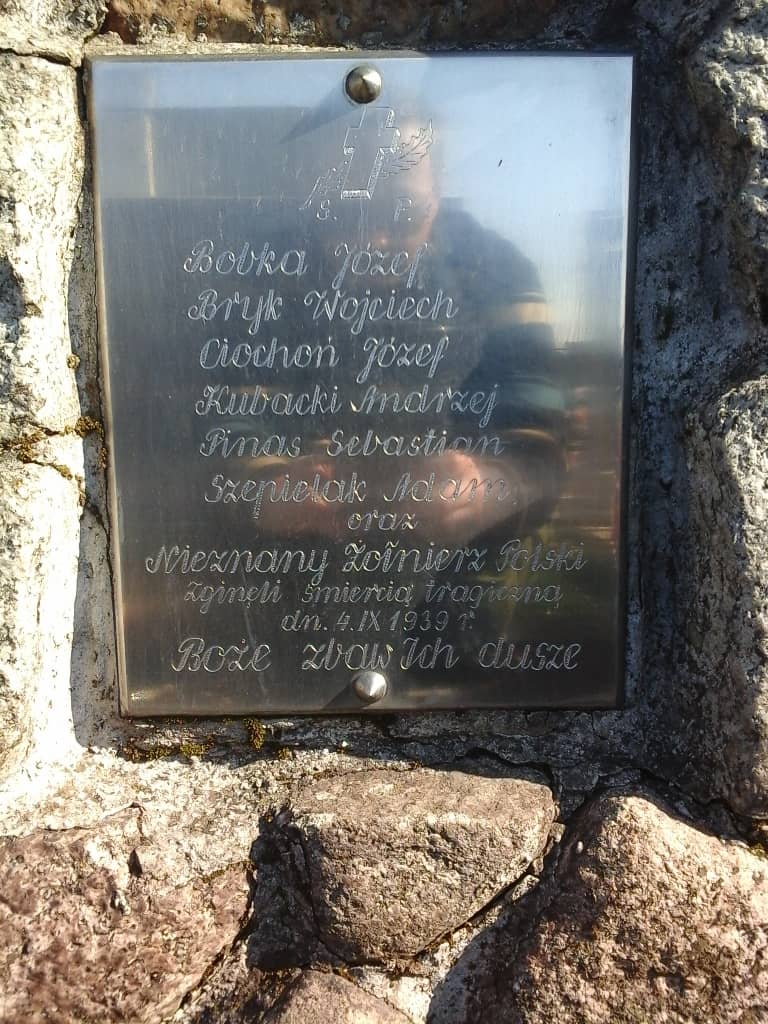 S. P.
Bobka Józef
Bryk Wojciech
Ciochoń Józef
Kubacki Andrzej
Pinas Sebastian
Szepielak Adam
oraz
Nieznany Żołnierz Polski
zginęli śmiercią tragiczną
dn. 4.IX 1939 r.
Boże zbaw Ich dusze